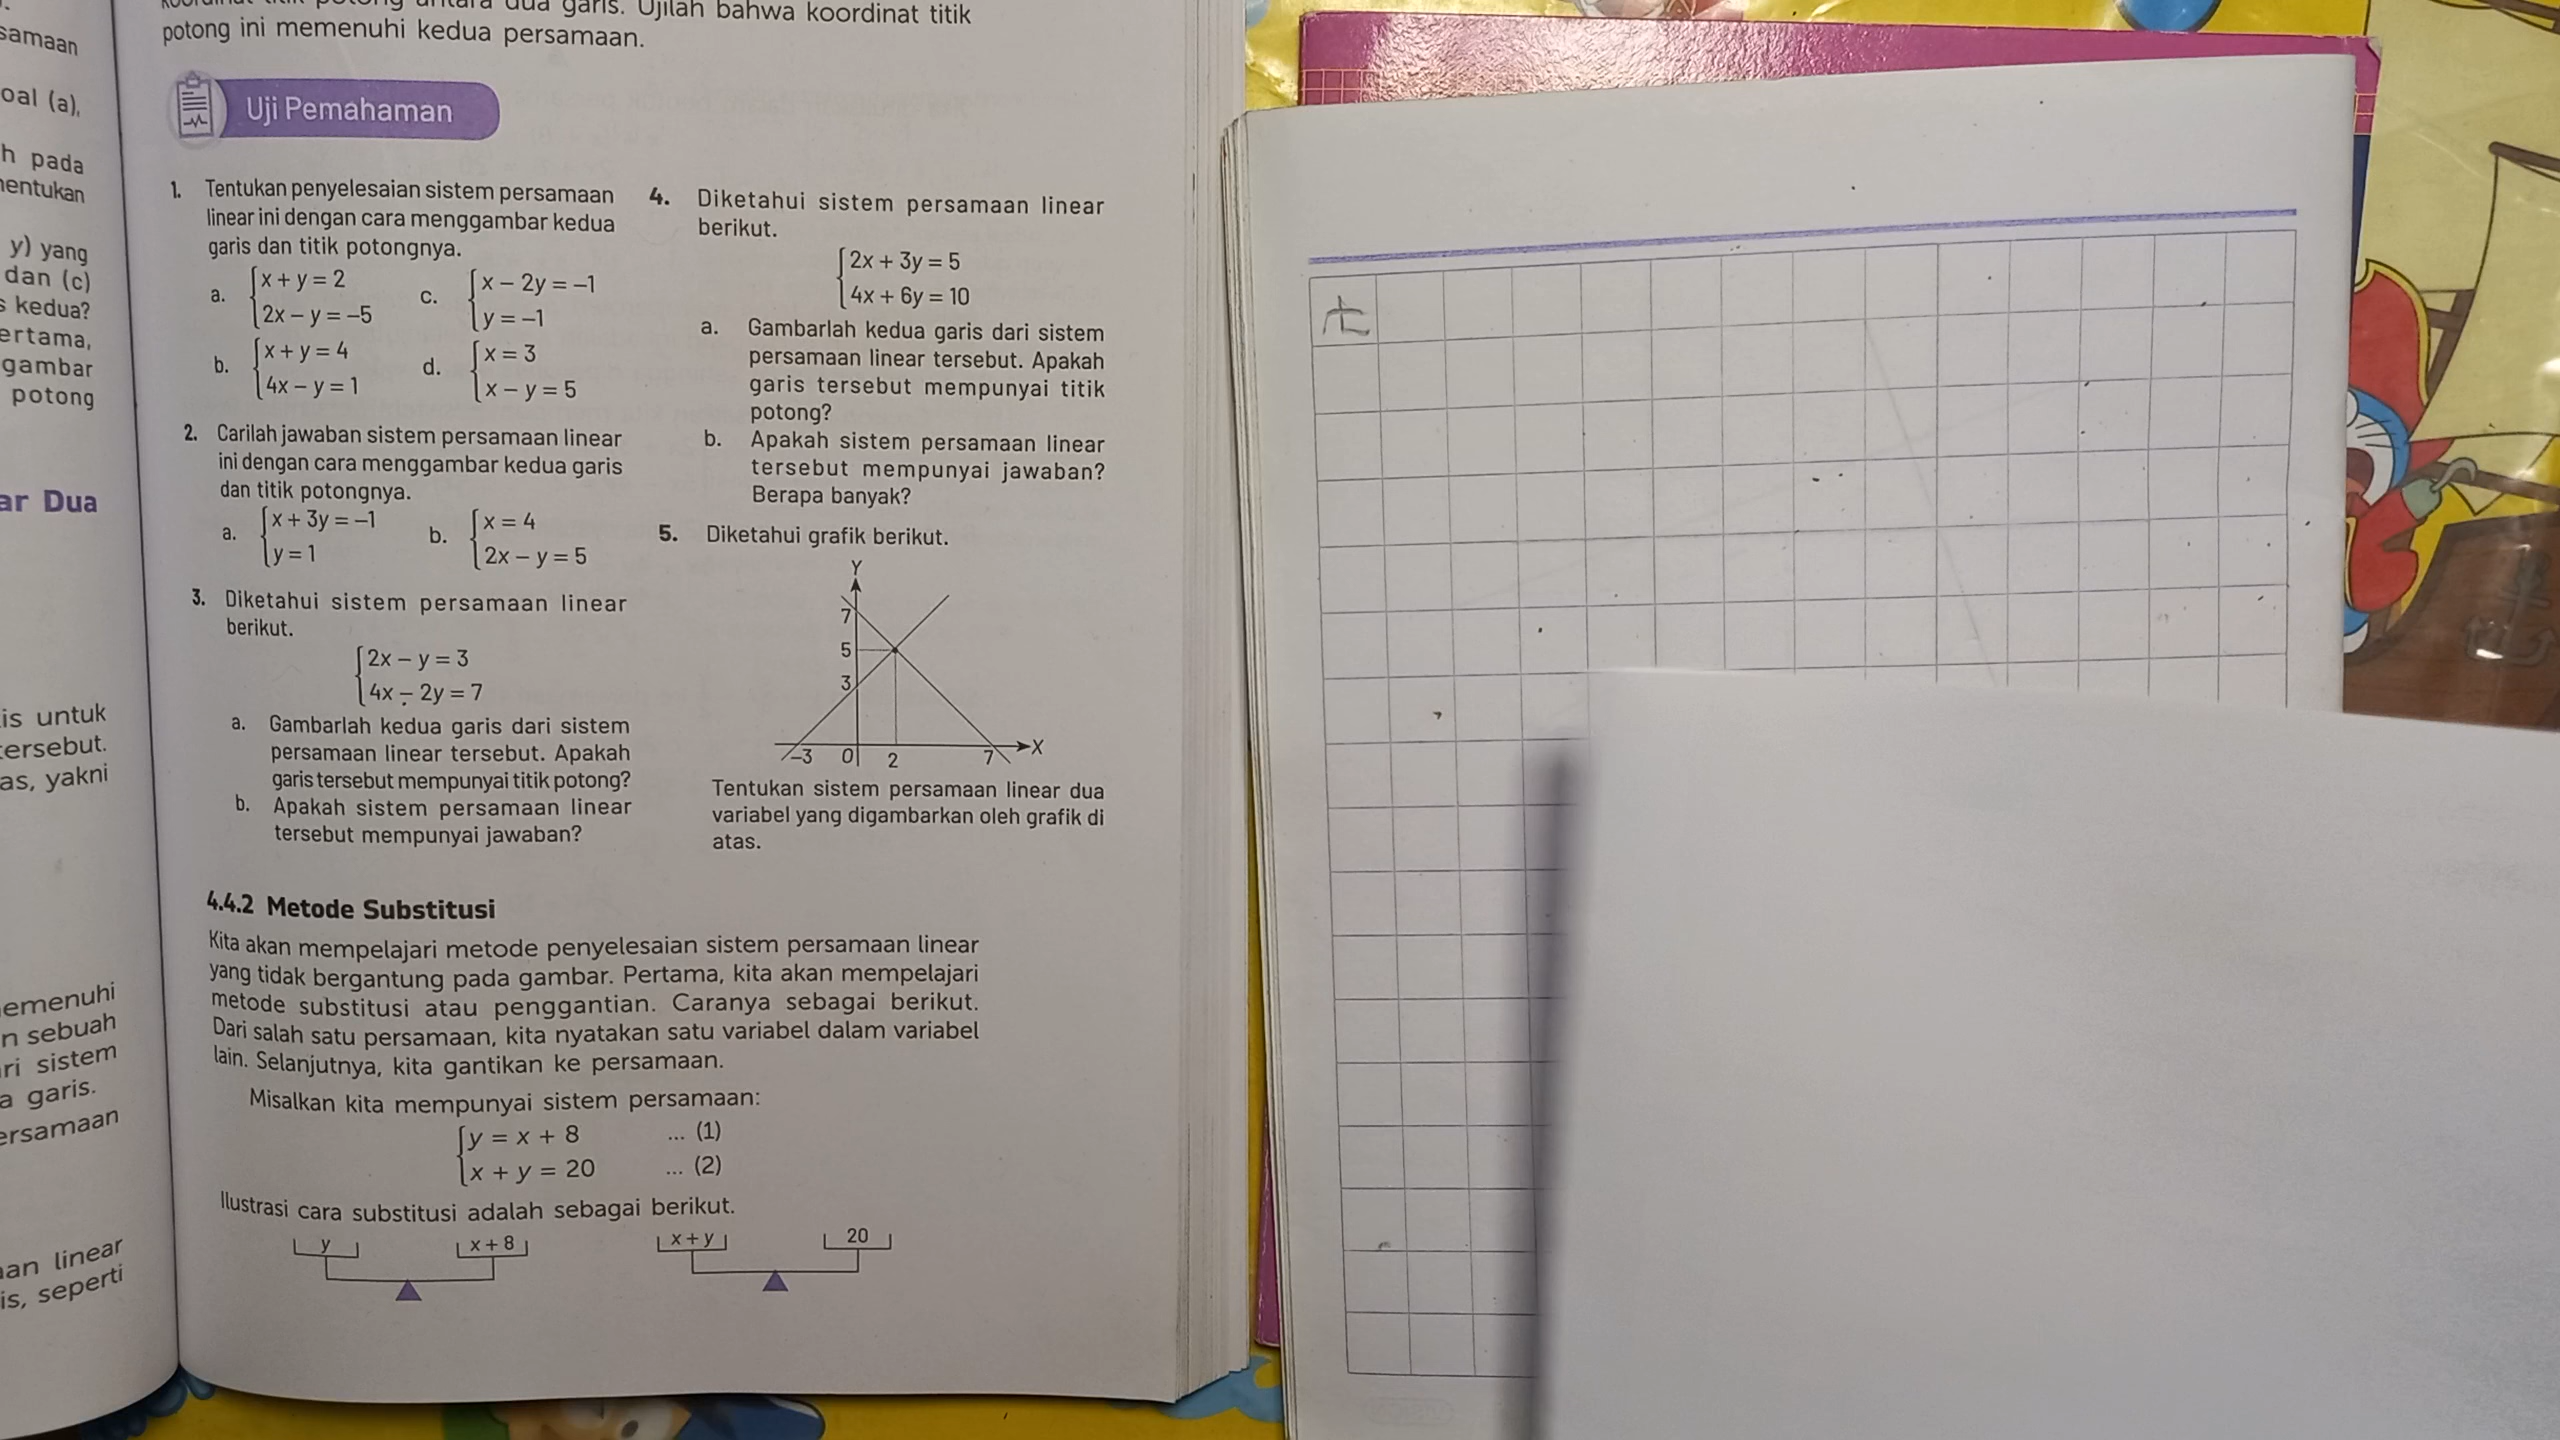 samaan
oal (a),
h pada
nentukan
y) yang
dan (c)
s kedua?
ertama,
gambar
potong
ar Dua
is untuk
tersebut.
as, yakni
emenuhi
n sebuah
ri sistem
a garis.
ersamaan
an linear
is, seperti
koordinat titik potong antara dua garis. Ujilah bahwa koordinat titik
potong ini memenuhi kedua persamaan.
Uji Pemahaman
1. Tentukan penyelesaian sistem persamaan
linear ini dengan cara menggambar kedua
garis dan titik potongnya.
a. { x + y = 2
2x – y = –5
b. { x + y = 4
4x – y = 1
c. { x – 2y = –1
y = –1
d. { x = 3
x – y = 5
2. Carilah jawaban sistem persamaan linear
ini dengan cara menggambar kedua garis
dan titik potongnya.
a. { x + 3y = –1
y = 1
b. { x = 4
2x – y = 5
3. Diketahui sistem persamaan linear
berikut.
{ 2x – y = 3
4x – 2y = 7
a. Gambarlah kedua garis dari sistem
persamaan linear tersebut. Apakah
garis tersebut mempunyai titik potong?
b. Apakah sistem persamaan linear
tersebut mempunyai jawaban?
4. Diketahui sistem persamaan linear
berikut.
{ 2x + 3y = 5
4x + 6y = 10
a. Gambarlah kedua garis dari sistem
persamaan linear tersebut. Apakah
garis tersebut mempunyai titik
potong?
b. Apakah sistem persamaan linear
tersebut mempunyai jawaban?
Berapa banyak?
5. Diketahui grafik berikut.
Y
7
5
3
–3 0 2 7 X
Tentukan sistem persamaan linear dua
variabel yang digambarkan oleh grafik di
atas.
4.4.2 Metode Substitusi
Kita akan mempelajari metode penyelesaian sistem persamaan linear
yang tidak bergantung pada gambar. Pertama, kita akan mempelajari
metode substitusi atau penggantian. Caranya sebagai berikut.
Dari salah satu persamaan, kita nyatakan satu variabel dalam variabel
lain. Selanjutnya, kita gantikan ke persamaan.
Misalkan kita mempunyai sistem persamaan:
{ y = x + 8 ... (1)
x + y = 20 ... (2)
Ilustrasi cara substitusi adalah sebagai berikut.
y x + 8 x + y 20